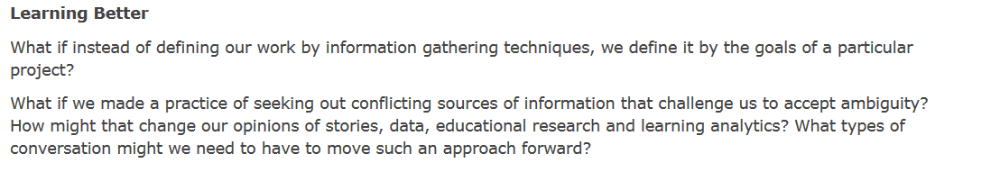 Learning Better
What if instead of defining our work by information gathering techniques, we define it by the goals of a particular
project?
What if we made a practice of seeking out conflicting sources of information that challenge us to accept ambiguity?
How might that change our opinions of stories, data, educational research and learning analytics? What types of
conversation might we need to have to move such an approach forward?